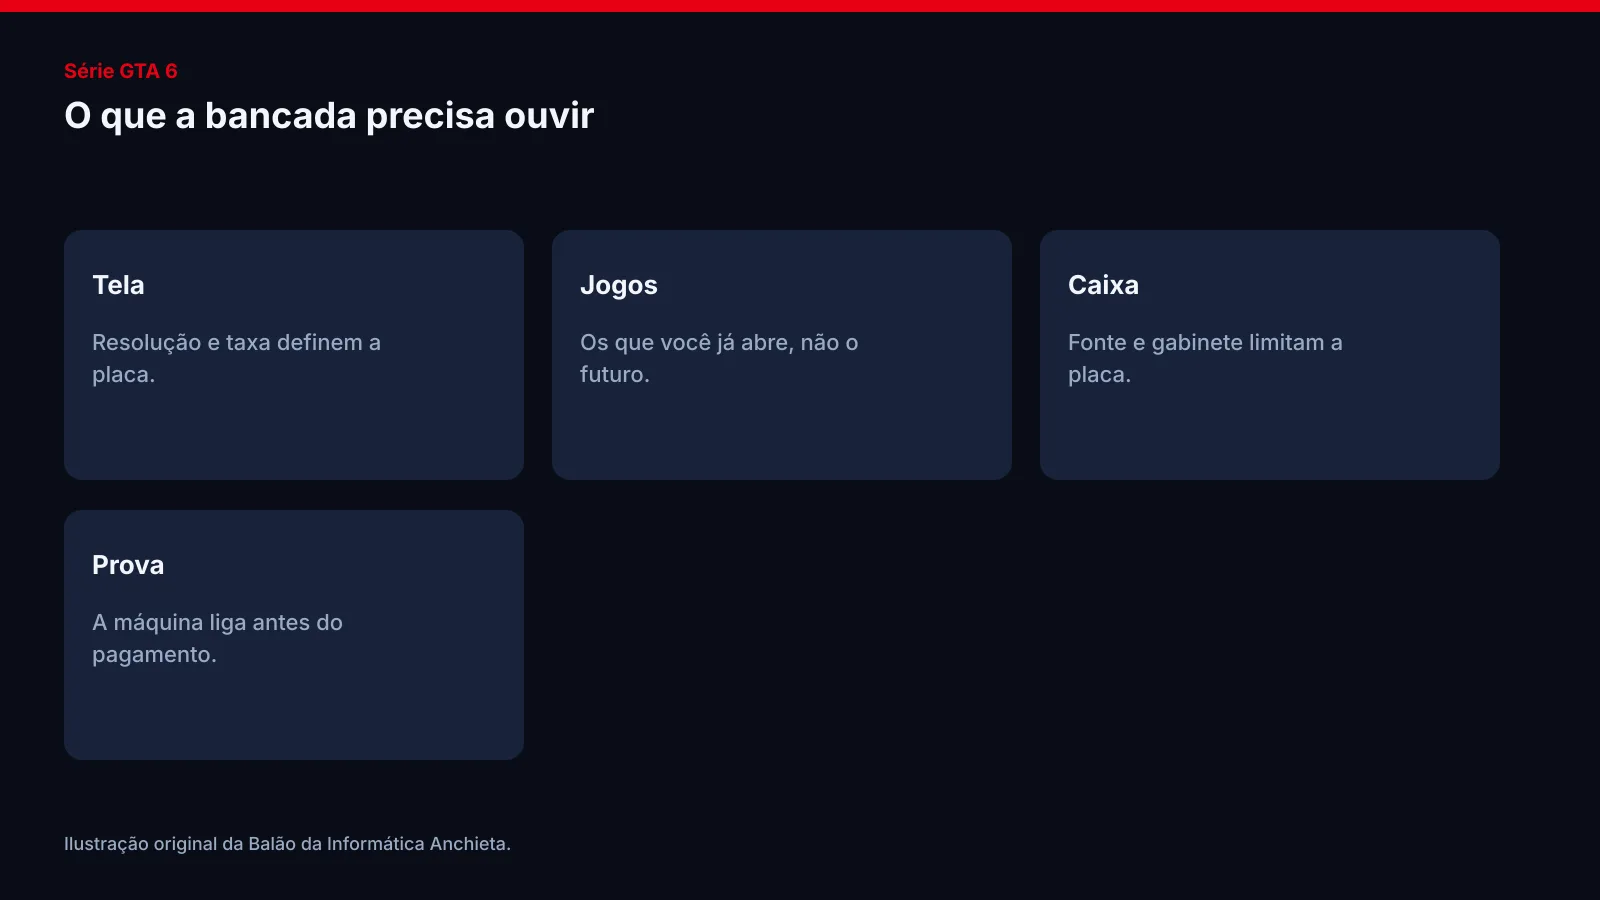 Série GTA 6
O que a bancada precisa ouvir
Tela
Resolução e taxa definem a
placa.
Jogos
Os que você já abre, não o
futuro.
Caixa
Fonte e gabinete limitam a
placa.
Prova
A máquina liga antes do
pagamento.
Ilustração original da Balão da Informática Anchieta.